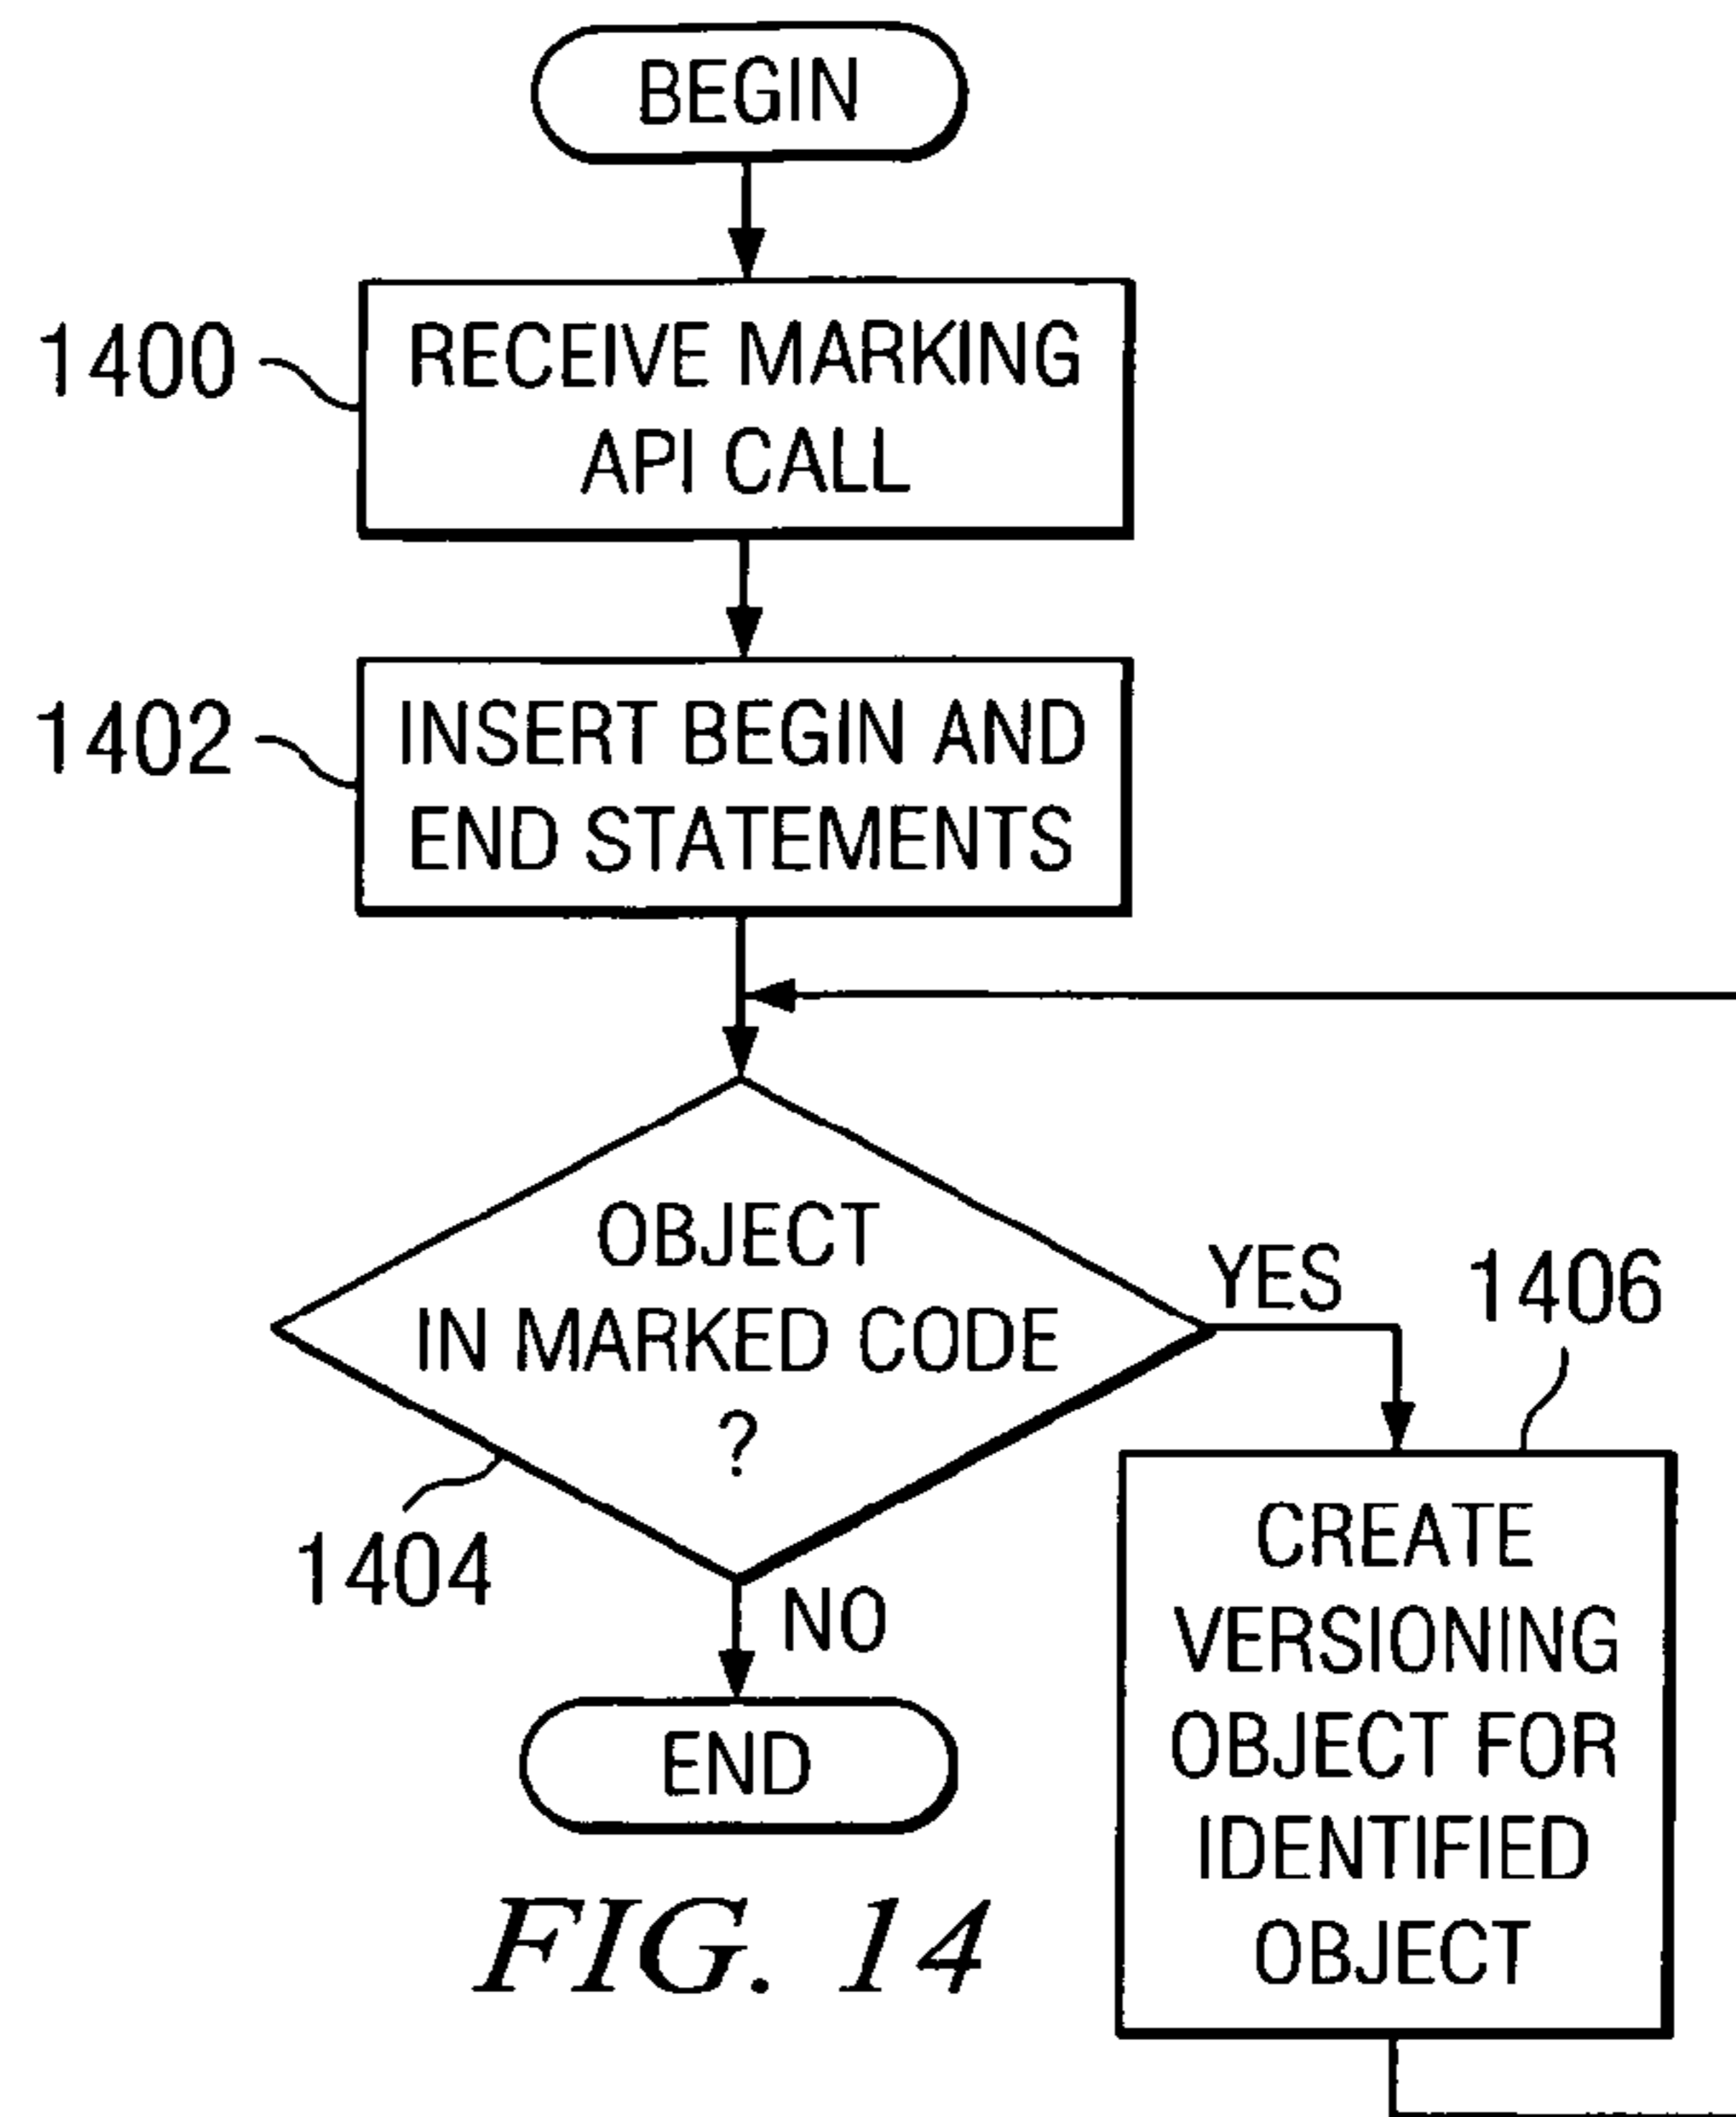 BEGIN
1400
RECEIVE MARKING
API CALL
1402
INSERT BEGIN AND
END STATEMENTS
OBJECT
IN MARKED CODE
?
YES
1406
1404
NO
CREATE
VERSIONING
OBJECT FOR
IDENTIFIED
OBJECT
END
FIG. 14